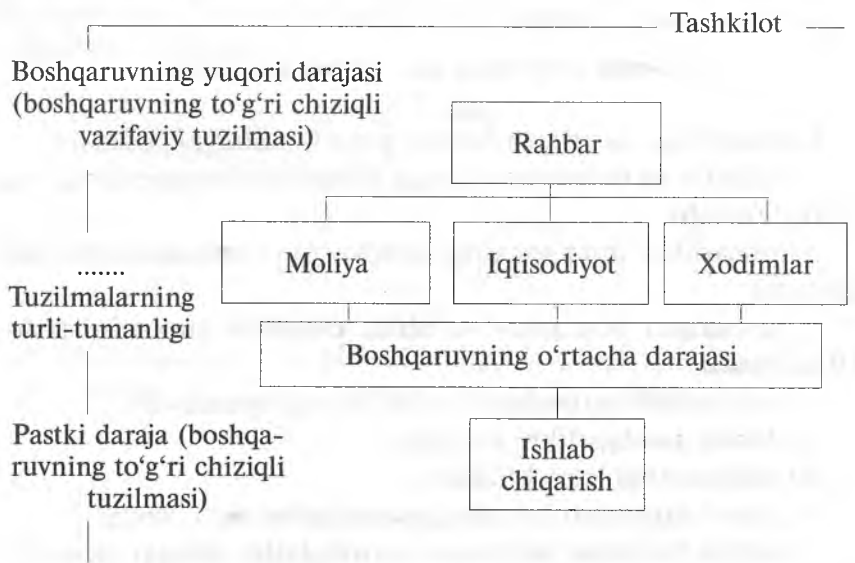 Tashkilot
Boshqaruvning yuqori darajasi
(boshqaruvning to‘g‘ri chiziqli
vazifaviy tuzilmasi)
Rahbar
Moliya
Iqtisodiyot
Xodimlar
.......
Tuzilmalarning
turli-tumanligi
Boshqaruvning o‘rtacha darajasi
Pastki daraja (boshqa-
ruvning to‘g‘ri chiziqli
tuzilmasi)
Ishlab
chiqarish